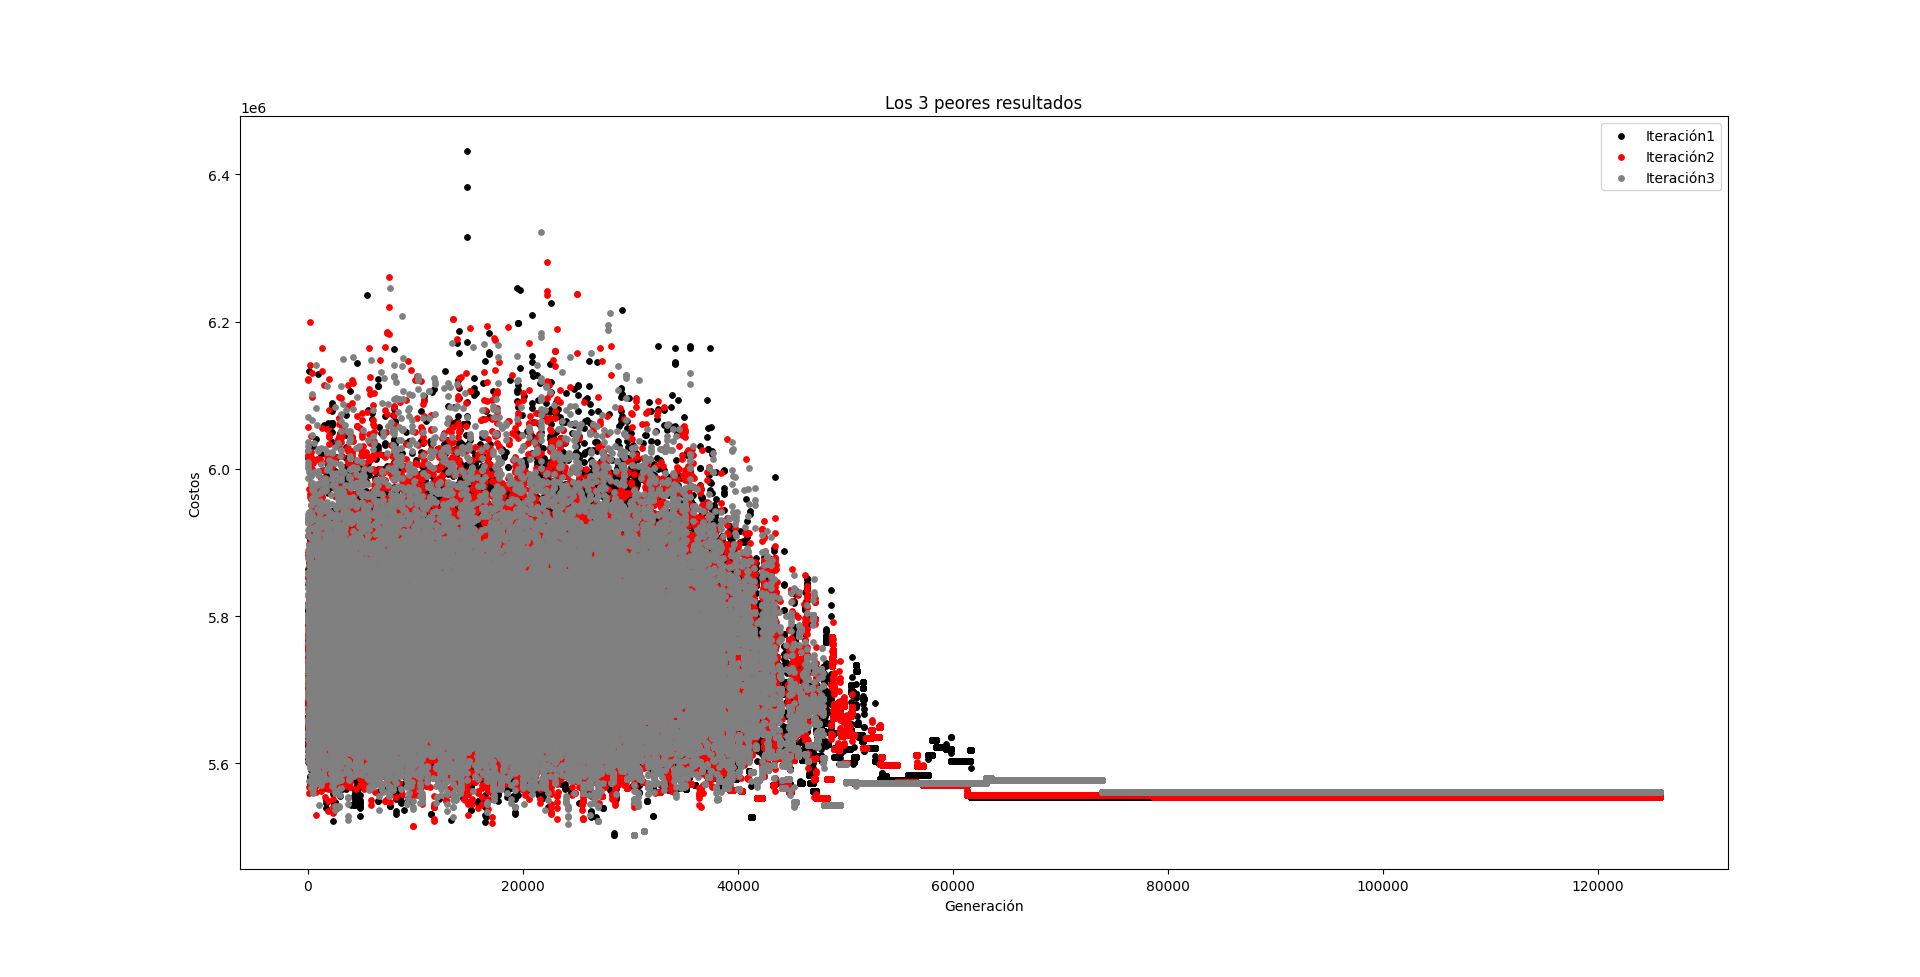 Los 3 peores resultados
1e6
6.4
6.2
6.0
5.8
5.6
Costos
Iteración1
Iteración2
Iteración3
0 20000 40000 60000 80000 100000 120000
Generación